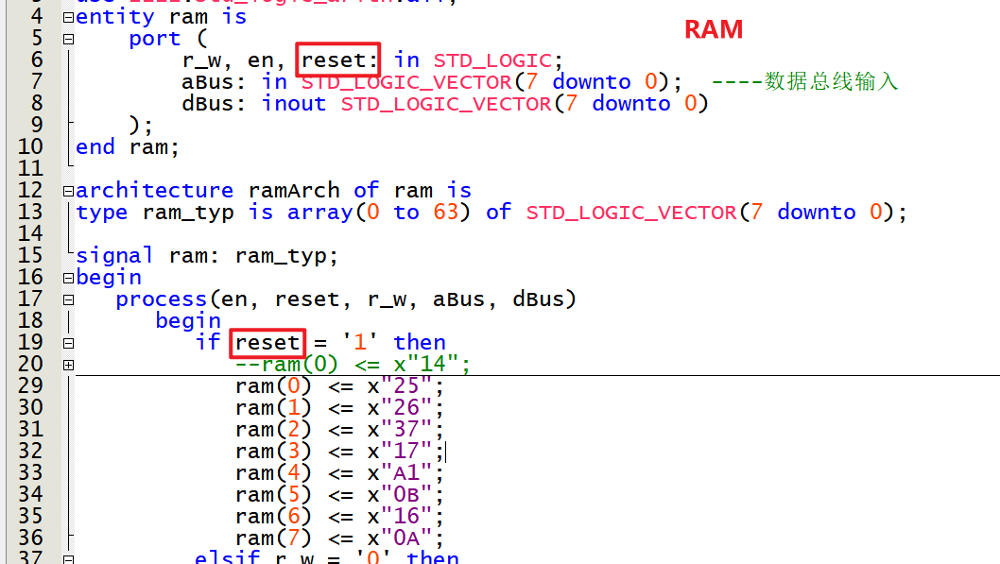 use IEEE.std_logic_arith.all;
4 entity ram is
RAM
5 port (
6 r_w, en, reset: in STD_LOGIC;
7 aBus: in STD_LOGIC_VECTOR(7 downto 0); ----数据总线输入
8 dBus: inout STD_LOGIC_VECTOR(7 downto 0)
9 );
10 end ram;
11
12 architecture ramArch of ram is
13 type ram_typ is array(0 to 63) of STD_LOGIC_VECTOR(7 downto 0);
14
15 signal ram: ram_typ;
16 begin
17 process(en, reset, r_w, aBus, dBus)
18 begin
19 if reset = '1' then
20 --ram(0) <= x"14";
29 ram(0) <= x"25";
30 ram(1) <= x"26";
31 ram(2) <= x"37";
32 ram(3) <= x"17";
33 ram(4) <= x"A1";
34 ram(5) <= x"0B";
35 ram(6) <= x"16";
36 ram(7) <= x"0A";
37 elsif r_w = '0' then